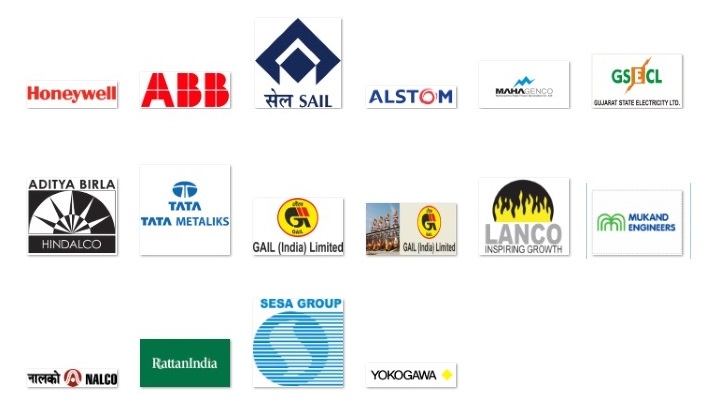 Honeywell
ABB
सेल SAIL
ALSTOM
MAHAGENCO
GSECL
GUJARAT STATE ELECTRICITY LTD.
ADITYA BIRLA
HINDALCO
TATA
TATA METALIKS
GAIL
GAIL (India) Limited
GAIL (India) Limited
LANCO
INSPIRING GROWTH
MUKAND
ENGINEERS
नालको NALCO
RattanIndia
SESA GROUP
YOKOGAWA